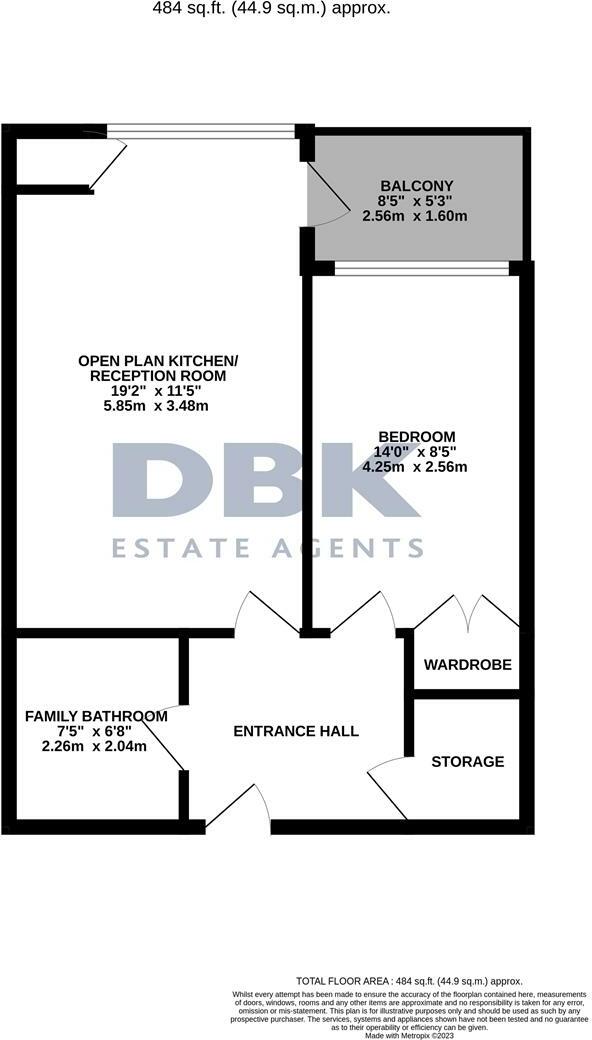 484 sq.ft. (44.9 sq.m.) approx.
BALCONY
8'5" x 5'3"
2.56m x 1.60m
OPEN PLAN KITCHEN/
RECEPTION ROOM
19'2" x 11'5"
5.85m x 3.48m
BEDROOM
14'0" x 8'5"
4.25m x 2.56m
DBK
ESTATE AGENTS
WARDROBE
FAMILY BATHROOM
7'5" x 6'8"
2.26m x 2.04m
ENTRANCE HALL
STORAGE
TOTAL FLOOR AREA : 484 sq.ft. (44.9 sq.m.) approx.
Whilst every attempt has been made to ensure the accuracy of the floorplan contained here, measurements
of doors, windows, rooms and any other items are approximate and no responsibility is taken for any error,
omission or mis-statement. This plan is for illustrative purposes only and should be used as such by any
prospective purchaser. The services, systems and appliances shown have not been tested and no guarantee
as to their operability or efficiency can be given.
Made with Metropix ©2023